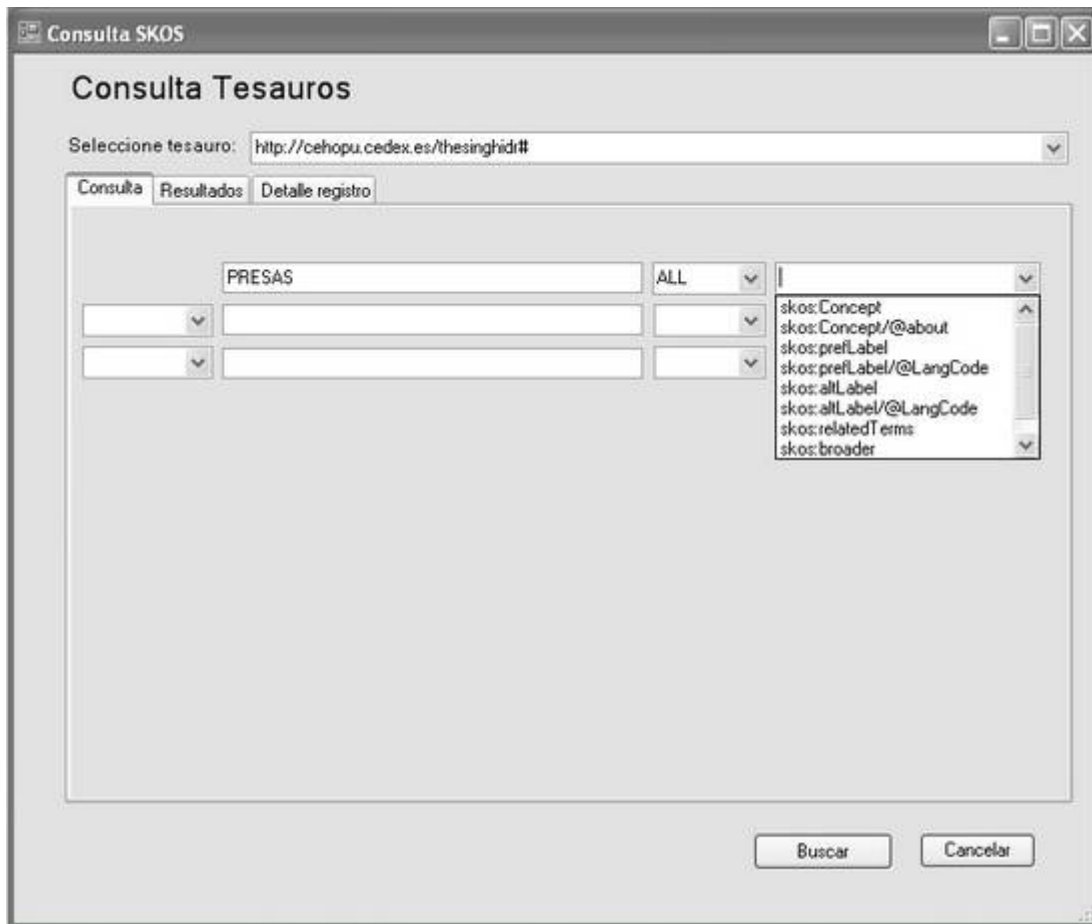 Consulta SKOS
Consulta Tesauros
Seleccione tesauro: http://cehopu.cedex.es/thesinghidr#
Consulta Resultados Detalle registro
PRESAS ALL
skos:Concept
skos:Concept/@about
skos:prefLabel
skos:prefLabel/@LangCode
skos:altLabel
skos:altLabel/@LangCode
skos:relatedTerms
skos:broader
Buscar Cancelar